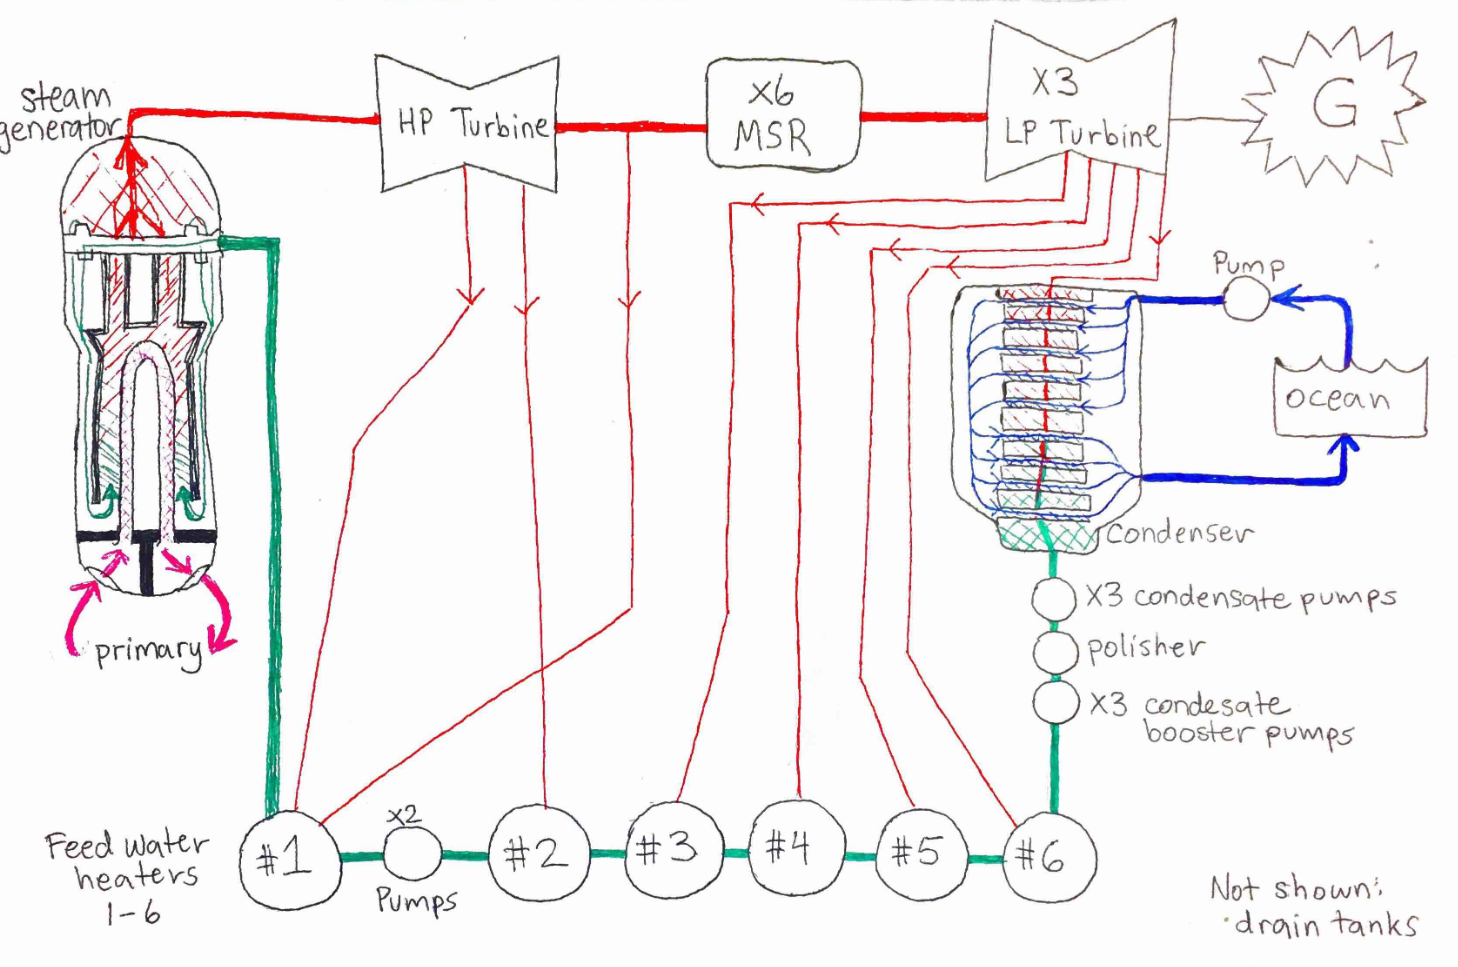 steam
generator
HP Turbine
X6
MSR
X3
LP Turbine
G
Pump
ocean
Condenser
X3 condensate pumps
polisher
X3 condesate
booster pumps
primary
Feed water
heaters
1-6
#1
X2
Pumps
#2
#3
#4
#5
#6
Not shown:
drain tanks